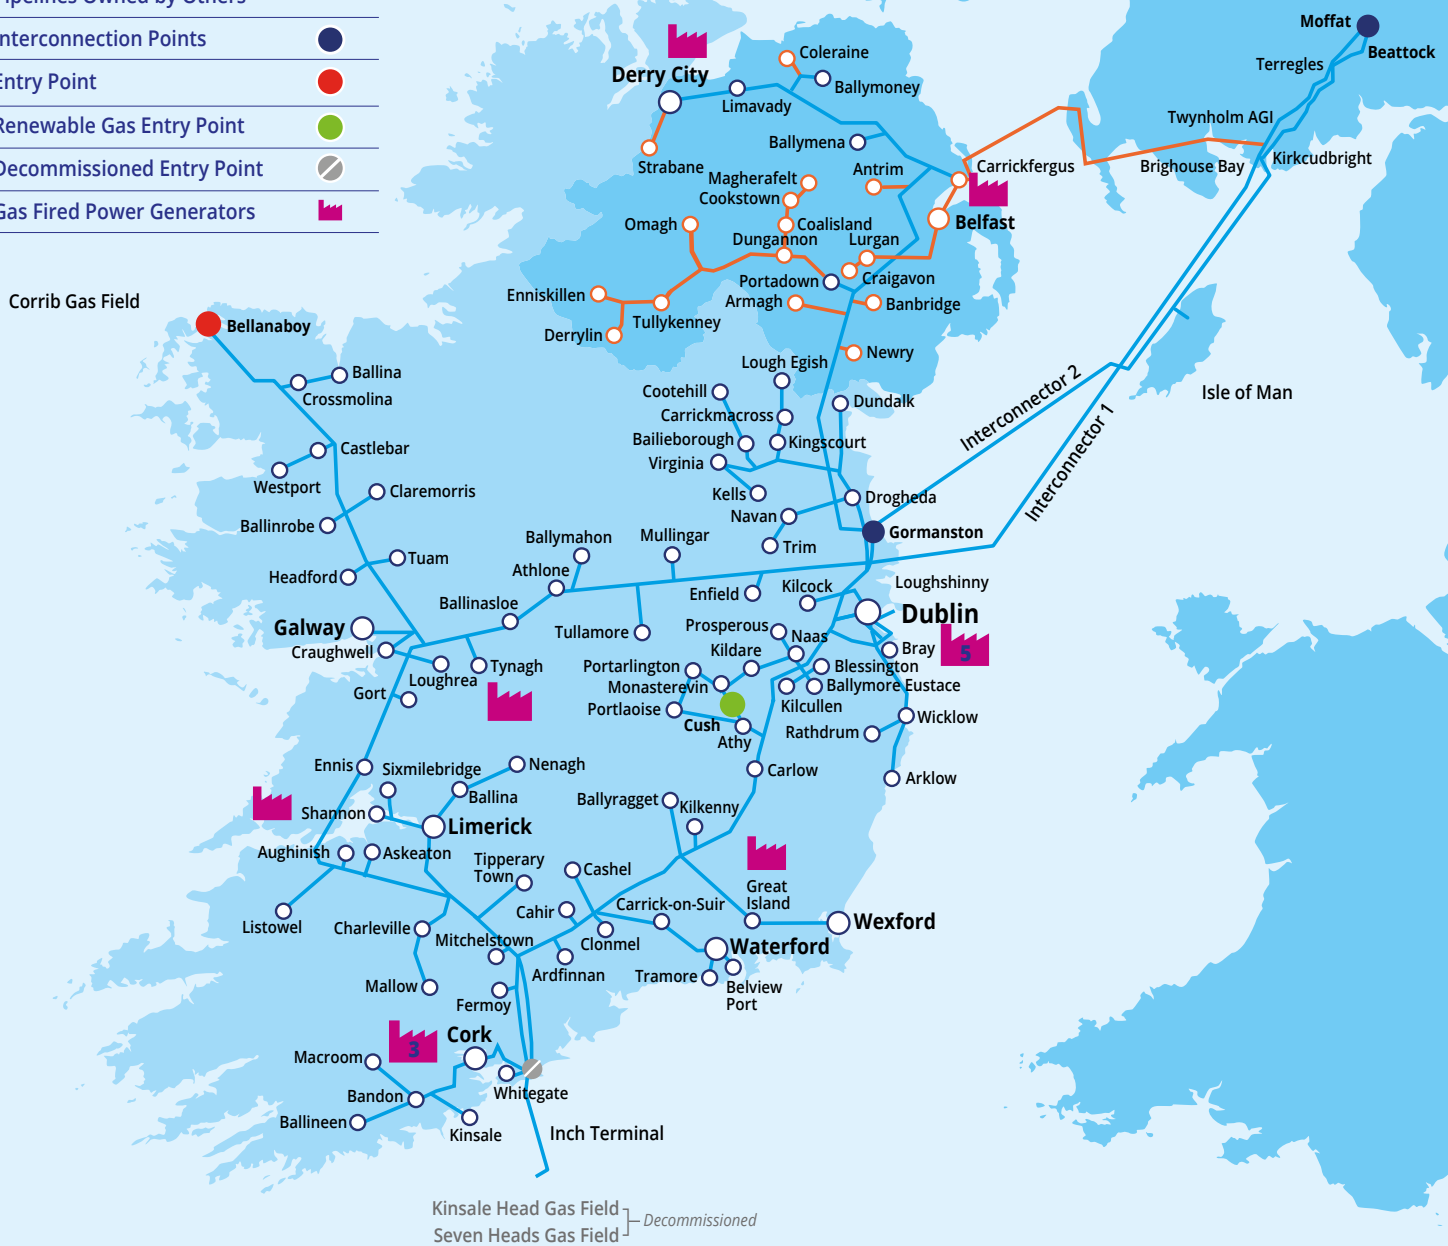 Pipelines Owned by Others
Interconnection Points
Entry Point
Renewable Gas Entry Point
Decommissioned Entry Point
Gas Fired Power Generators
Moffat
Beattock
Terregles
Twynholm AGI
Brighouse Bay
Kirkcudbright
Coleraine
Derry City
Ballymoney
Limavady
Ballymena
Strabane
Carrickfergus
Antrim
Magherafelt
Cookstown
Omagh
Coalisland
Belfast
Dungannon
Lurgan
Portadown
Craigavon
Enniskillen
Armagh
Banbridge
Tullykenney
Derrylin
Newry
Corrib Gas Field
Bellanaboy
Ballina
Crossmolina
Lough Egish
Cootehill
Dundalk
Carrickmacross
Bailieborough
Kingscourt
Virginia
Kells
Drogheda
Navan
Trim
Gormanston
Interconnector 2
Interconnector 1
Isle of Man
Castlebar
Westport
Claremorris
Ballinrobe
Tuam
Headford
Ballymahon
Mullingar
Athlone
Ballinasloe
Enfield
Kilcock
Loughshinny
Dublin
Galway
Craughwell
Tullamore
Prosperous
Naas
Bray
5
Kildare
Portarlington
Blessington
Loughrea
Tynagh
Monasterevin
Ballymore Eustace
Gort
Portlaoise
Kilcullen
Cush
Athy
Wicklow
Rathdrum
Ennis
Sixmilebridge
Nenagh
Carlow
Arklow
Ballina
Ballyragget
Kilkenny
Shannon
Limerick
Aughinish
Askeaton
Tipperary
Town
Cashel
Great
Island
Listowel
Cahir
Carrick-on-Suir
Wexford
Charleville
Mitchelstown
Clonmel
Waterford
Ardfinnan
Tramore
Belview
Port
Mallow
Fermoy
Cork
3
Macroom
Whitegate
Bandon
Ballineen
Kinsale
Inch Terminal
Kinsale Head Gas Field
Seven Heads Gas Field
Decommissioned